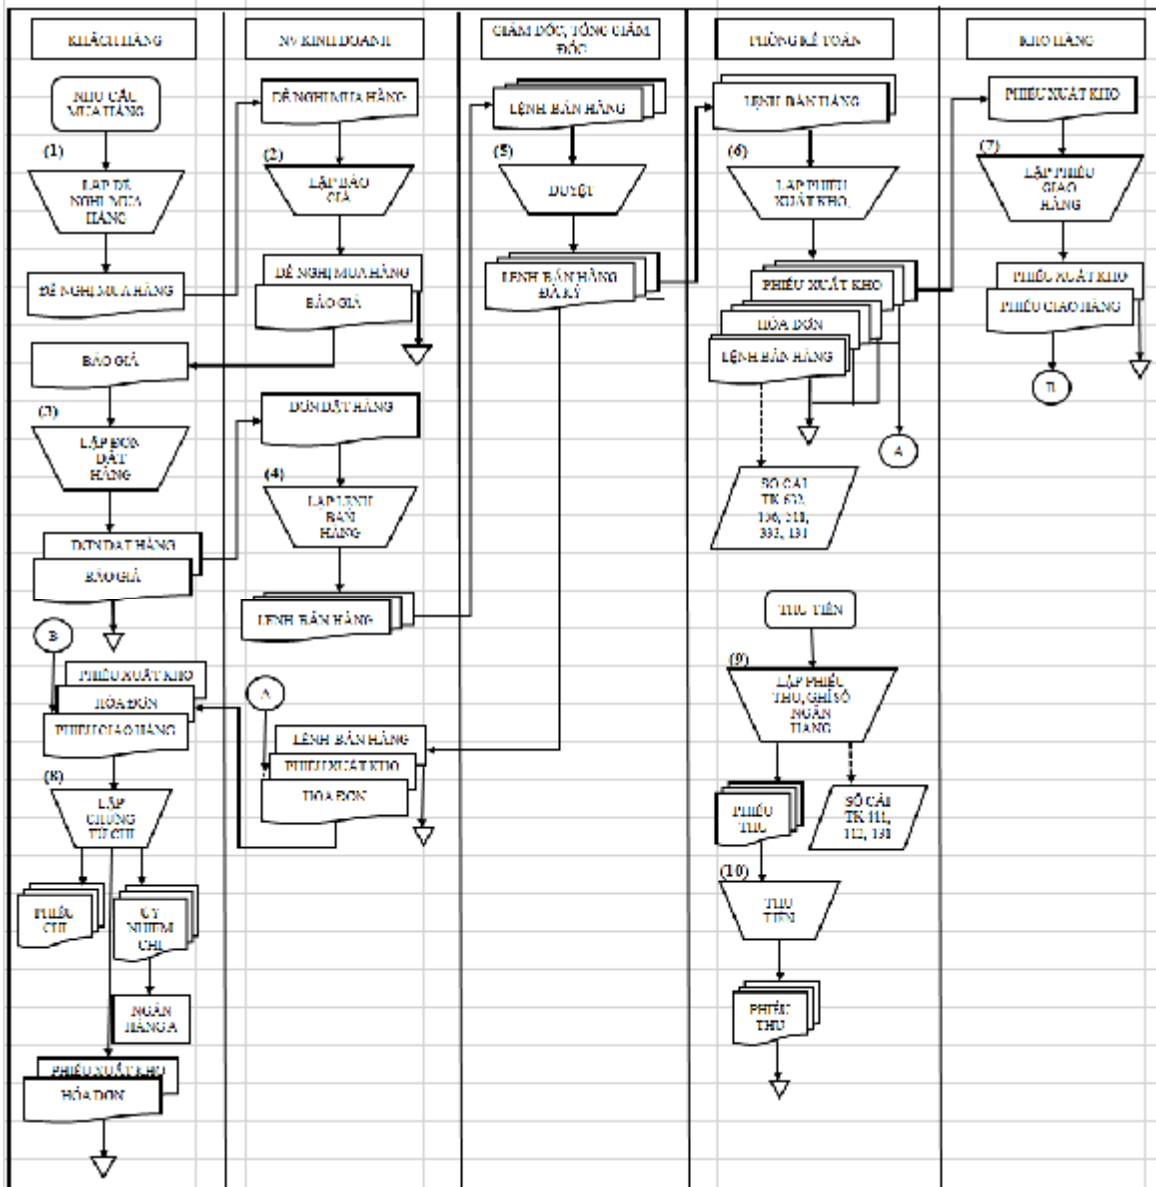 KHÁCH HÀNG
NV KINH DOANH
GIÁM ĐỐC, TỔNG GIÁM
ĐỐC
PHÒNG KẾ TOÁN
KHO HÀNG
NHU CẦU
MUA HÀNG
(1)
LẬP ĐỀ
NGHỊ MUA
HÀNG
ĐỀ NGHỊ MUA HÀNG
BÁO GIÁ
(3)
LẬP ĐƠN
ĐẶT
HÀNG
ĐƠN ĐẶT HÀNG
BÁO GIÁ
B
PHIẾU XUẤT KHO
HÓA ĐƠN
PHIẾU GIAO HÀNG
(8)
LẬP
CHỨNG
TỪ CHI
PHIẾU
CHI
ỦY
NHIỆM
CHI
NGÂN
HÀNG A
PHIẾU XUẤT KHO
HÓA ĐƠN
ĐỀ NGHỊ MUA HÀNG
(2)
LẬP BÁO
GIÁ
ĐỀ NGHỊ MUA HÀNG
BÁO GIÁ
ĐƠN ĐẶT HÀNG
(4)
LẬP LỆNH
BÁN
HÀNG
LỆNH BÁN HÀNG
A
LỆNH BÁN HÀNG
PHIẾU XUẤT KHO
HÓA ĐƠN
LỆNH BÁN HÀNG
(5)
DUYỆT
LỆNH BÁN HÀNG
ĐÃ KÝ
LỆNH BÁN HÀNG
(6)
LẬP PHIẾU
XUẤT KHO,
PHIẾU XUẤT KHO
HÓA ĐƠN
LỆNH BÁN HÀNG
A
SỔ CÁI
TK 632,
156, 511,
333, 131
THU TIỀN
(9)
LẬP PHIẾU
THU, GHI SỔ
NGÂN
HÀNG
PHIẾU
THU
SỔ CÁI
TK 111,
112, 131
(10)
THU
TIỀN
PHIẾU
THU
PHIẾU XUẤT KHO
(7)
LẬP PHIẾU
GIAO
HÀNG
PHIẾU XUẤT KHO
PHIẾU GIAO HÀNG
B